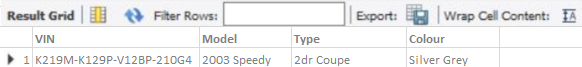 Result Grid Filter Rows: Export: Wrap Cell Content: IA
VIN Model Type Colour
1 K219M-K129P-V12BP-210G4 2003 Speedy 2dr Coupe Silver Grey